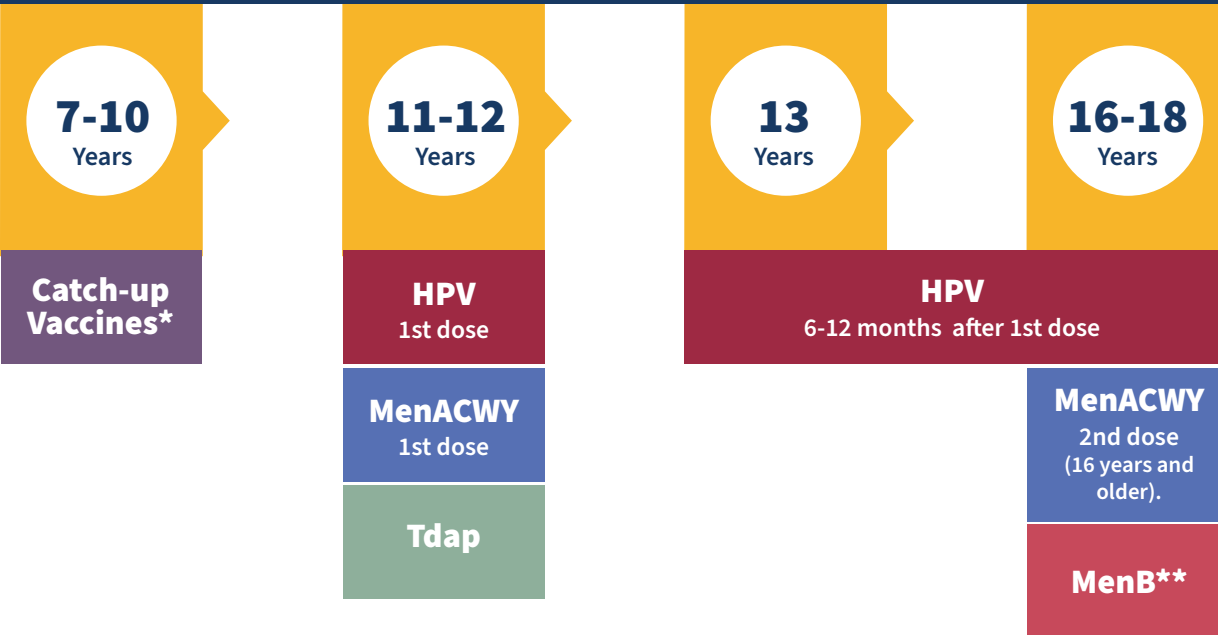 7-10
Years
11-12
Years
13
Years
16-18
Years
Catch-up
Vaccines*
HPV
1st dose
HPV
6-12 months after 1st dose
MenACWY
1st dose
MenACWY
2nd dose
(16 years and
older).
Tdap
MenB**